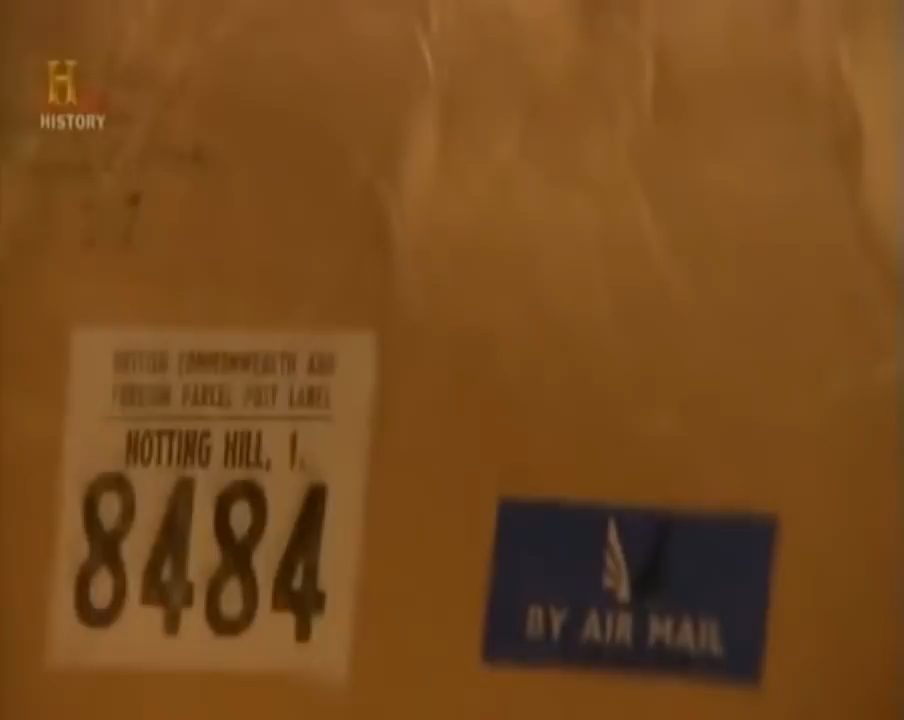 H
HISTORY
BRITISH COMMONWEALTH AND
FOREIGN PARCEL POST LABEL
NOTTING HILL, 1.
8484
BY AIR MAIL